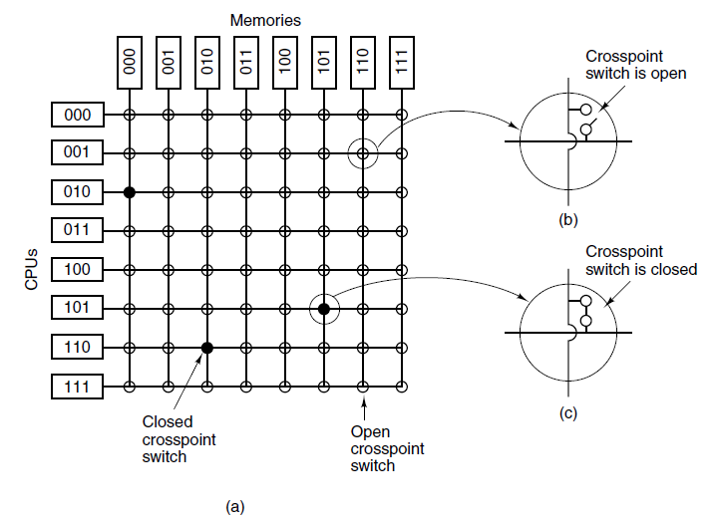 Memories
000
001
010
011
100
101
110
111
CPUs
000
001
010
011
100
101
110
111
Closed
crosspoint
switch
Open
crosspoint
switch
(a)
Crosspoint
switch is open
(b)
Crosspoint
switch is closed
(c)